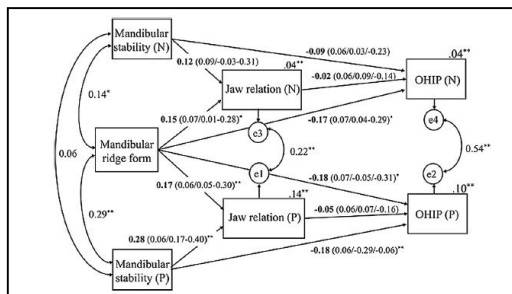 Mandibular
stability (N)
-0.09 (0.06/0.03/-0.23)
0.12 (0.09/-0.03-0.31)
.04**
.04**
Jaw relation (N)
-0.02 (0.06/0.09/-0.14)
OHIP (N)
0.14*
0.15 (0.07/0.01-0.28)*
-0.17 (0.07/0.04-0.29)*
e3
e4
0.06
Mandibular
ridge form
0.22**
0.54**
e1
-0.18 (0.07/-0.05/-0.31)*
e2
0.17 (0.06/0.05-0.30)**
.14**
.10**
0.29**
Jaw relation (P)
-0.05 (0.06/0.07/-0.16)
OHIP (P)
0.28 (0.06/0.17-0.40)**
-0.18 (0.06/-0.29/-0.06)**
Mandibular
stability (P)